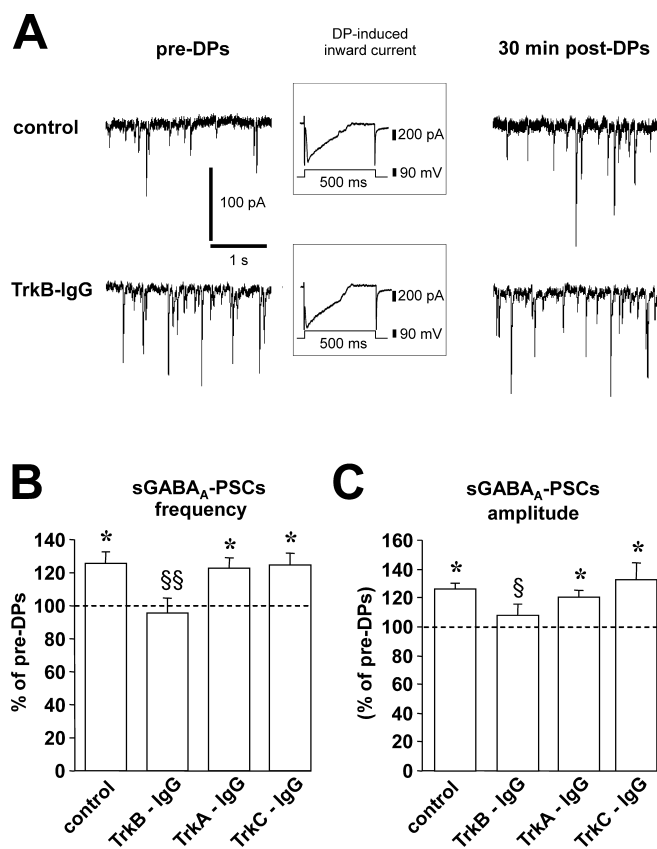 A
pre-DPs
DP-induced
inward current
30 min post-DPs
control
200 pA
90 mV
500 ms
100 pA
1 s
TrkB-IgG
200 pA
90 mV
500 ms
B
sGABAA-PSCs
frequency
% of pre-DPs
140
120
100
80
60
40
20
0
*
§§
*
*
control
TrkB - IgG
TrkA - IgG
TrkC - IgG
C
sGABAA-PSCs
amplitude
(% of pre-DPs)
160
140
120
100
80
60
40
20
0
*
§
*
*
control
TrkB - IgG
TrkA - IgG
TrkC - IgG